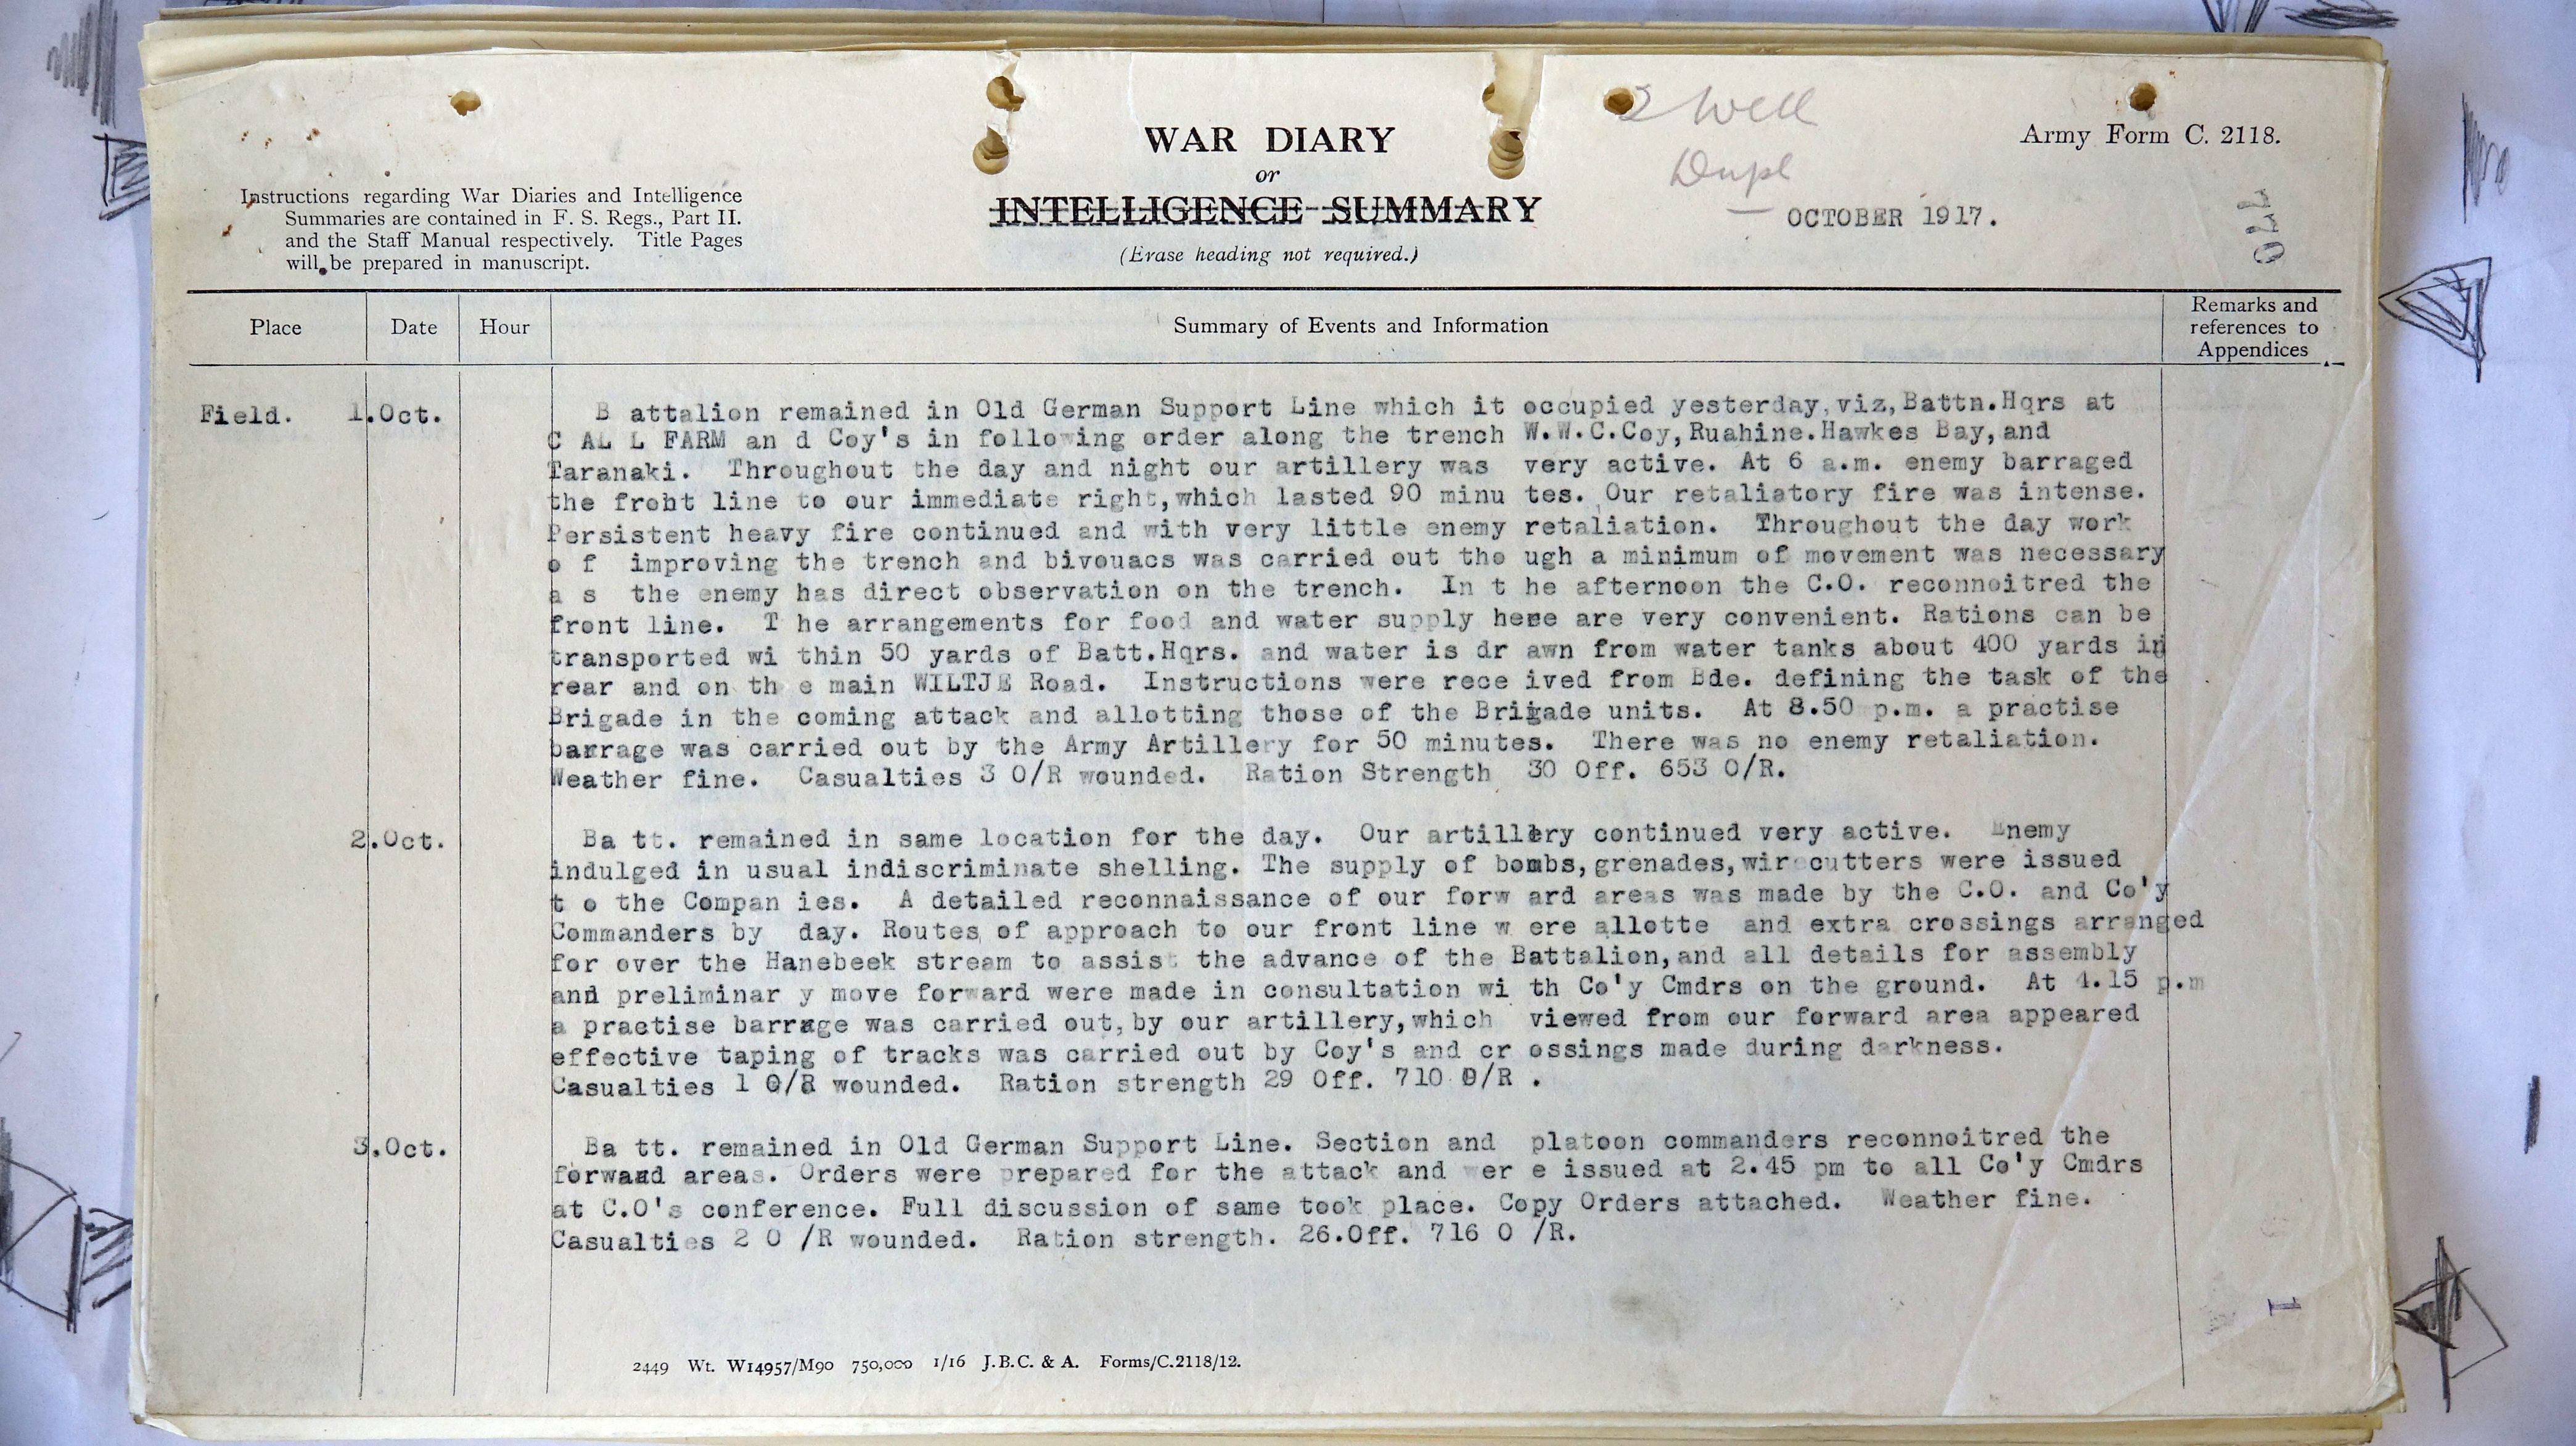 2 Well
Dupl
WAR DIARY
or
INTELLIGENCE SUMMARY
(Erase heading not required.)
Army Form C. 2118.
OCTOBER 1917.
Instructions regarding War Diaries and Intelligence
Summaries are contained in F. S. Regs., Part II.
and the Staff Manual respectively. Title Pages
will be prepared in manuscript.
770
Place
Date
Hour
Summary of Events and Information
Remarks and
references to
Appendices
Field. 1.Oct.
B attalion remained in Old German Support Line which it occupied yesterday,viz,Battn.Hqrs at
C AL L FARM an d Coy's in following order along the trench W.W.C.Coy,Ruahine.Hawkes Bay,and
Taranaki. Throughout the day and night our artillery was very active. At 6 a.m. enemy barraged
the front line to our immediate right,which lasted 90 minu tes. Our retaliatory fire was intense.
Persistent heavy fire continued and with very little enemy retaliation. Throughout the day work
o f improving the trench and bivouacs was carried out tho ugh a minimum of movement was necessary
a s the enemy has direct observation on the trench. In t he afternoon the C.O. reconnoitred the
front line. T he arrangements for food and water supply here are very convenient. Rations can be
transported wi thin 50 yards of Batt.Hqrs. and water is dr awn from water tanks about 400 yards in
rear and on th e main WILTJE Road. Instructions were rece ived from Bde. defining the task of the
Brigade in the coming attack and allotting those of the Brigade units. At 8.50 p.m. a practise
barrage was carried out by the Army Artillery for 50 minutes. There was no enemy retaliation.
Weather fine. Casualties 3 O/R wounded. Ration Strength 30 Off. 653 O/R.
2.Oct.
Ba tt. remained in same location for the day. Our artillery continued very active. Enemy
indulged in usual indiscriminate shelling. The supply of bombs,grenades,wir cutters were issued
t o the Compan ies. A detailed reconnaissance of our forw ard areas was made by the C.O. and Co'y
Commanders by day. Routes of approach to our front line w ere allotte and extra crossings arranged
for over the Hanebeek stream to assist the advance of the Battalion,and all details for assembly
and preliminar y move forward were made in consultation wi th Co'y Cmdrs on the ground. At 4.15 p.m
a practise barrage was carried out,by our artillery,which viewed from our forward area appeared
effective taping of tracks was carried out by Coy's and cr ossings made during darkness.
Casualties 1 O/R wounded. Ration strength 29 Off. 710 O/R .
3.Oct.
Ba tt. remained in Old German Support Line. Section and platoon commanders reconnoitred the
forward areas. Orders were prepared for the attack and wer e issued at 2.45 pm to all Co'y Cmdrs
at C.O's conference. Full discussion of same took place. Copy Orders attached. Weather fine.
Casualties 2 O /R wounded. Ration strength. 26.Off. 716 O /R.
1
2449 Wt. W14957/M90 750,000 1/16 J.B.C. & A. Forms/C.2118/12.